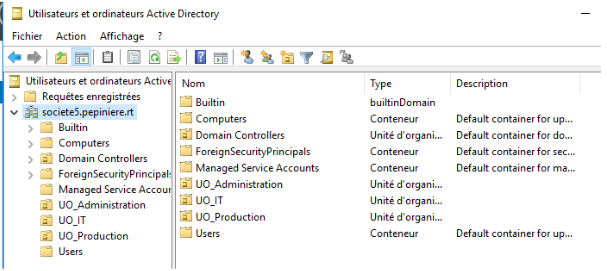 Utilisateurs et ordinateurs Active Directory
Fichier Action Affichage ?
Utilisateurs et ordinateurs Active
Requêtes enregistrées
societe5.pepiniere.rt
Builtin
Computers
Domain Controllers
ForeignSecurityPrincipals
Managed Service Accour
UO_Administration
UO_IT
UO_Production
Users
Nom Type Description
Builtin builtinDomain
Computers Conteneur Default container for up...
Domain Controllers Unité d'organi... Default container for do...
ForeignSecurityPrincipals Conteneur Default container for sec...
Managed Service Accounts Conteneur Default container for ma...
UO_Administration Unité d'organi...
UO_IT Unité d'organi...
UO_Production Unité d'organi...
Users Conteneur Default container for up...